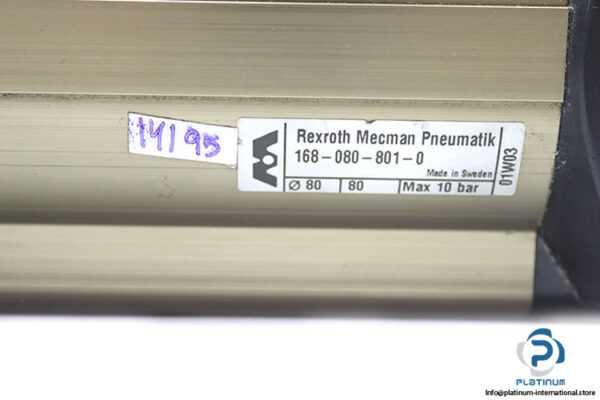 14195
Rexroth Mecman Pneumatik
168-080-801-0
Made in Sweden
Ø 80 80 Max 10 bar
01W03
PLATINUM
Info@platinum-international.store